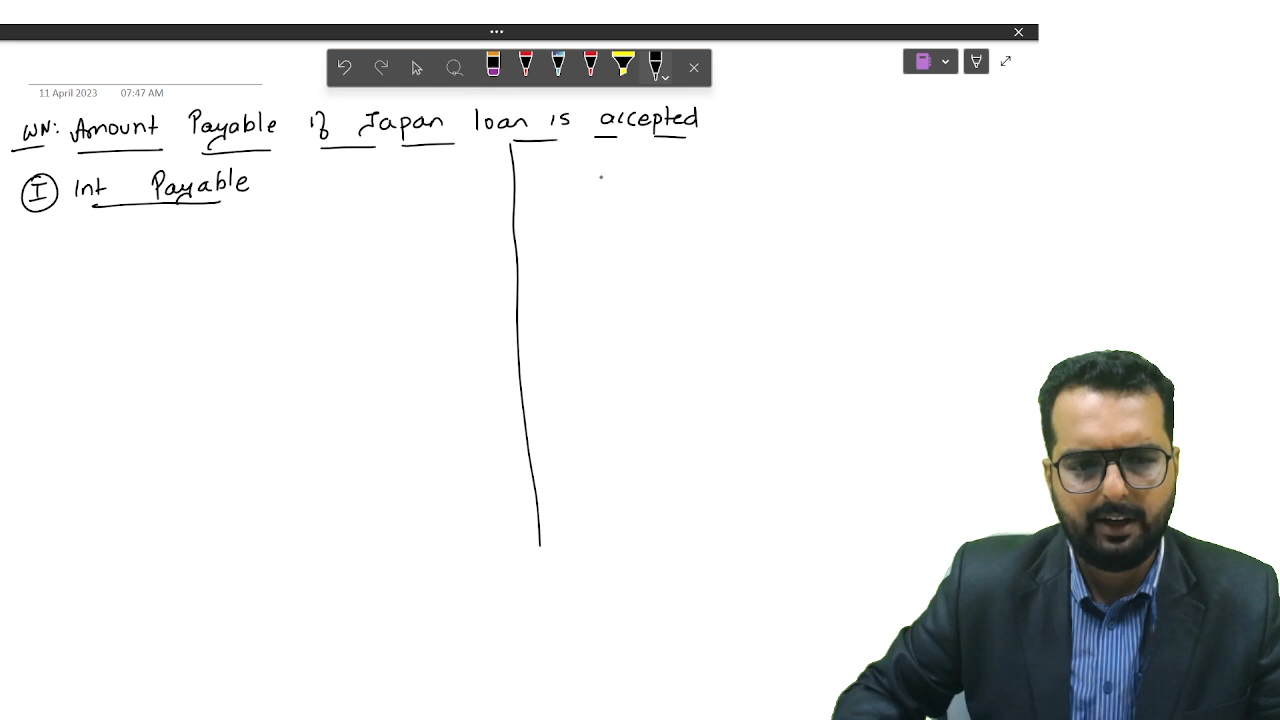 11 April 2023 07:47 AM
WN: Amount Payable if Japan loan is accepted
I Int Payable